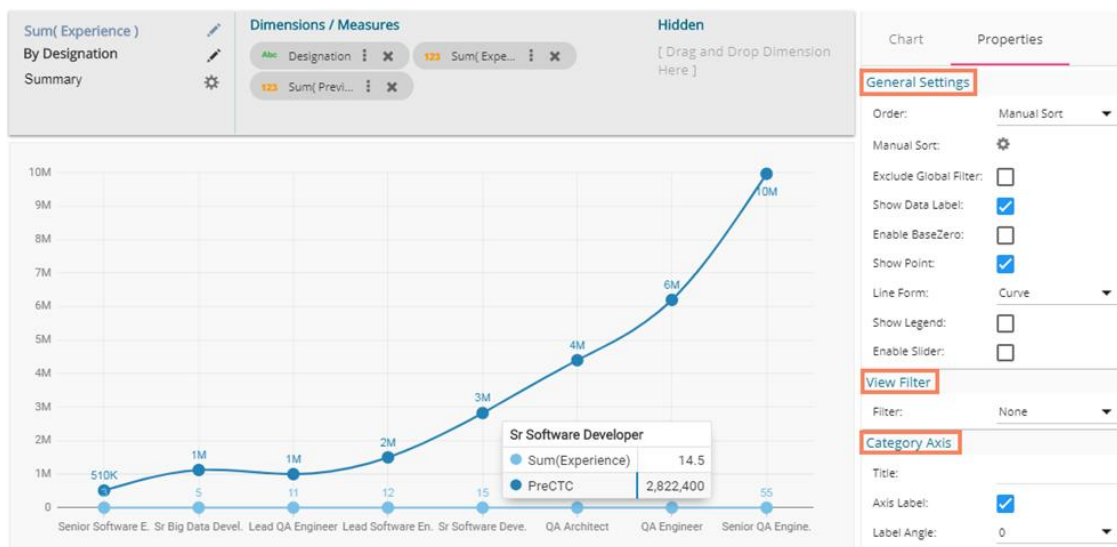 Sum( Experience )
By Designation
Summary
Dimensions / Measures
Abc Designation
123 Sum( Expe...
123 Sum( Previ...
Hidden
[ Drag and Drop Dimension
Here ]
Chart Properties
General Settings
Order: Manual Sort
Manual Sort:
Exclude Global Filter:
Show Data Label:
Enable BaseZero:
Show Point:
Line Form: Curve
Show Legend:
Enable Slider:
View Filter
Filter: None
Category Axis
Title:
Axis Label:
Label Angle: 0
10M
9M
8M
7M
6M
5M
4M
3M
2M
1M
0
510K
1M
1M
2M
3M
4M
6M
10M
5
11
12
15
55
Sr Software Developer
Sum(Experience) 14.5
PreCTC 2,822,400
Senior Software E. Sr Big Data Devel. Lead QA Engineer Lead Software En. Sr Software Deve. QA Architect QA Engineer Senior QA Engine.